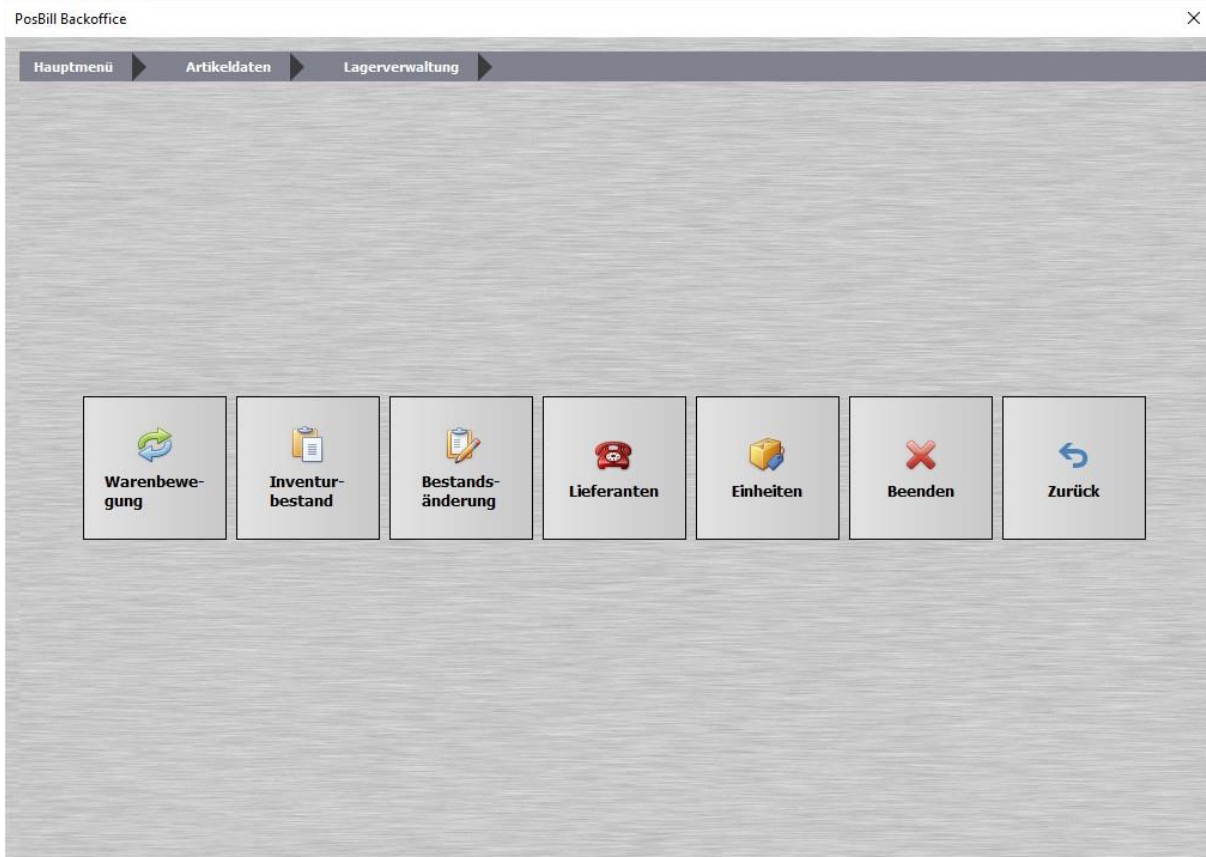 PosBill Backoffice
Hauptmenü Artikeldaten Lagerverwaltung
Warenbewe-
gung
Inventur-
bestand
Bestands-
änderung
Lieferanten
Einheiten
Beenden
Zurück